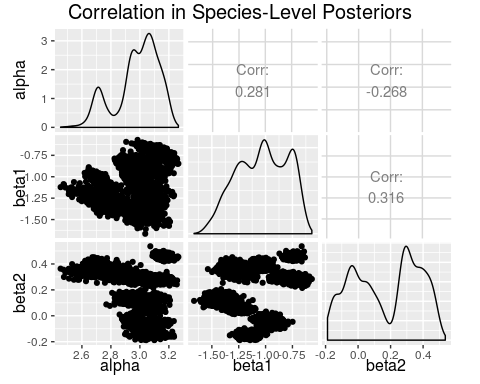 Correlation in Species-Level Posteriors
alpha
3
2
1
0
Corr:
0.281
Corr:
-0.268
beta1
-0.75
-1.00
-1.25
-1.50
Corr:
0.316
beta2
0.4
0.2
0.0
-0.2
2.6 2.8 3.0 3.2
-1.50 -1.25 -1.00 -0.75
-0.2 0.0 0.2 0.4
alpha
beta1
beta2